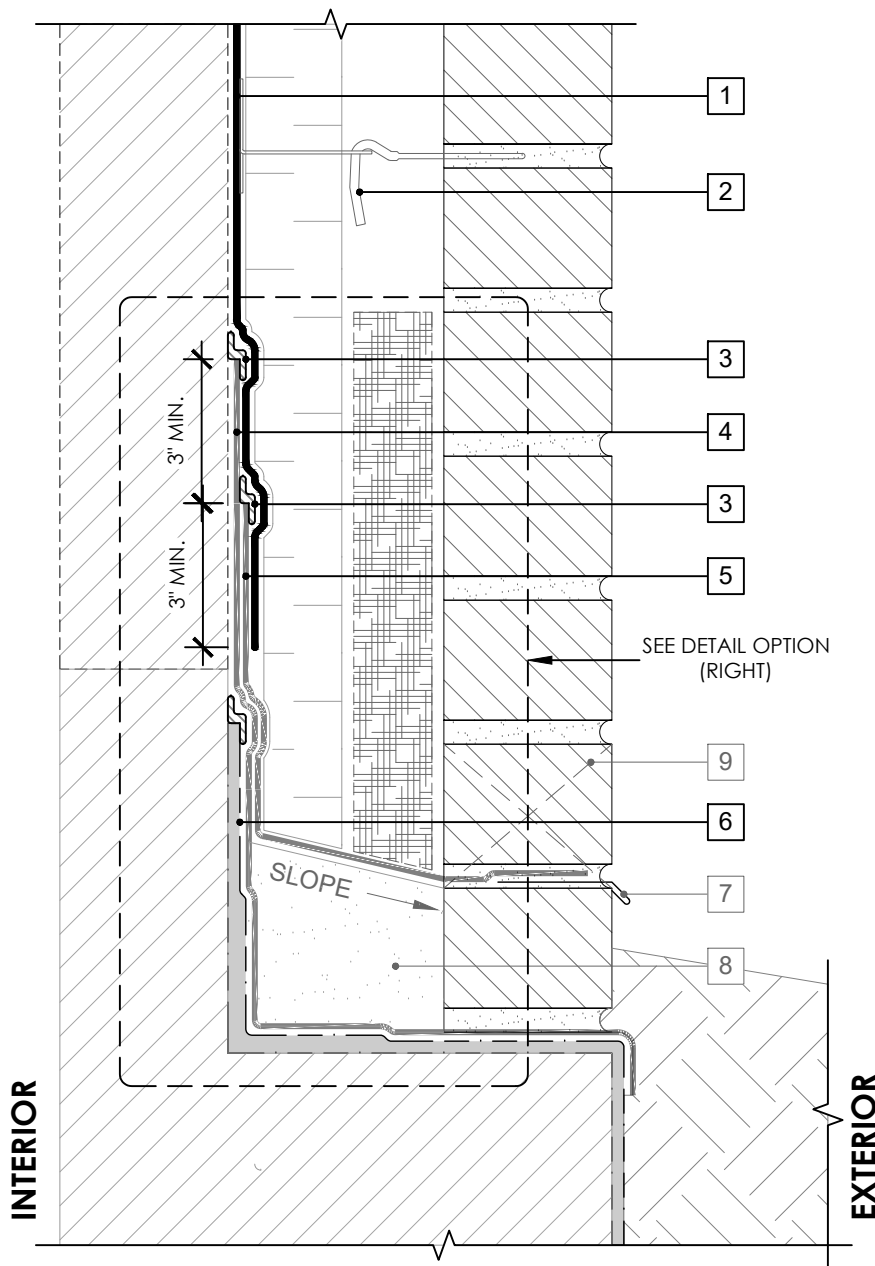 1
2
3
3" MIN.
4
3
3" MIN.
5
SEE DETAIL OPTION
(RIGHT)
9
6
SLOPE
7
8
INTERIOR
EXTERIOR